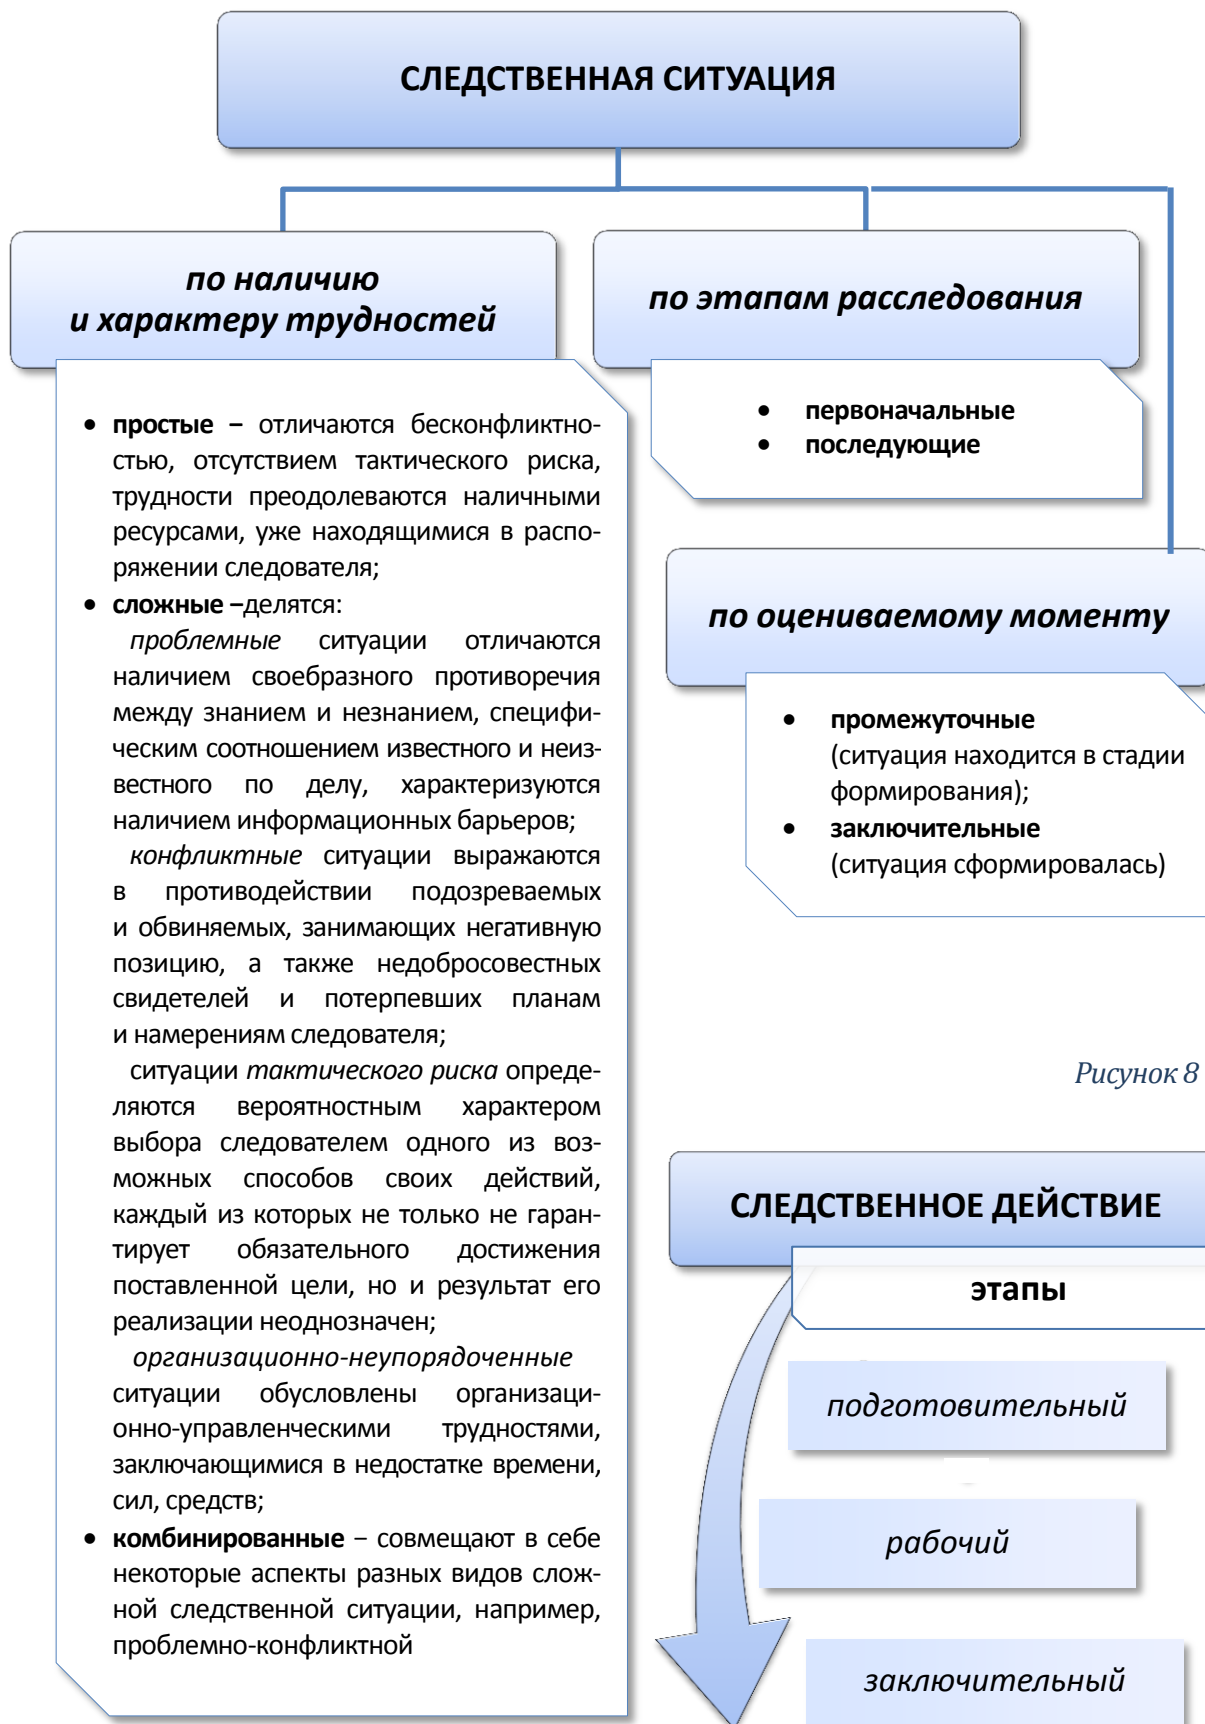 СЛЕДСТВЕННАЯ СИТУАЦИЯ
по наличию
и характеру трудностей
• простые – отличаются бесконфликтно-
стью, отсутствием тактического риска,
трудности преодолеваются наличными
ресурсами, уже находящимися в распо-
ряжении следователя;
• сложные –делятся:
проблемные ситуации отличаются
наличием своеобразного противоречия
между знанием и незнанием, специфи-
ческим соотношением известного и неиз-
вестного по делу, характеризуются
наличием информационных барьеров;
конфликтные ситуации выражаются
в противодействии подозреваемых
и обвиняемых, занимающих негативную
позицию, а также недобросовестных
свидетелей и потерпевших планам
и намерениям следователя;
ситуации тактического риска опреде-
ляются вероятностным характером
выбора следователем одного из воз-
можных способов своих действий,
каждый из которых не только не гаран-
тирует обязательного достижения
поставленной цели, но и результат его
реализации неоднозначен;
организационно-неупорядоченные
ситуации обусловлены организаци-
онно-управленческими трудностями,
заключающимися в недостатке времени,
сил, средств;
• комбинированные – совмещают в себе
некоторые аспекты разных видов слож-
ной следственной ситуации, например,
проблемно-конфликтной
по этапам расследования
• первоначальные
• последующие
по оцениваемому моменту
• промежуточные
(ситуация находится в стадии
формирования);
• заключительные
(ситуация сформировалась)
Рисунок 8
СЛЕДСТВЕННОЕ ДЕЙСТВИЕ
этапы
подготовительный
рабочий
заключительный